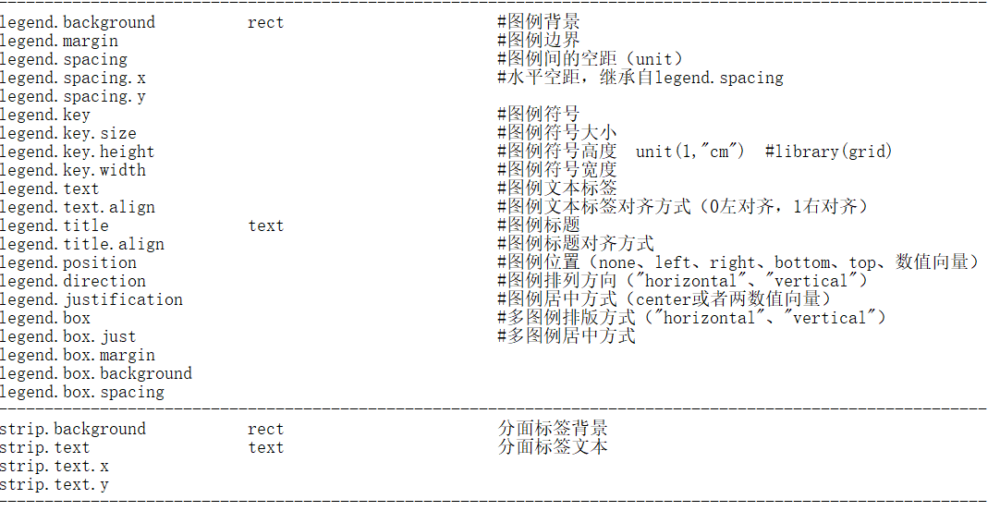 legend.background rect #图例背景
legend.margin #图例边界
legend.spacing #图例间的空距（unit）
legend.spacing.x #水平空距，继承自legend.spacing
legend.spacing.y
legend.key #图例符号
legend.key.size #图例符号大小
legend.key.height #图例符号高度 unit(1,"cm") #library(grid)
legend.key.width #图例符号宽度
legend.text #图例文本标签
legend.text.align #图例文本标签对齐方式（0左对齐，1右对齐）
legend.title text #图例标题
legend.title.align #图例标题对齐方式
legend.position #图例位置（none、left、right、bottom、top、数值向量）
legend.direction #图例排列方向（"horizontal"、"vertical"）
legend.justification #图例居中方式（center或者两数值向量）
legend.box #多图例排版方式（"horizontal"、"vertical"）
legend.box.just #多图例居中方式
legend.box.margin
legend.box.background
legend.box.spacing
strip.background rect 分面标签背景
strip.text text 分面标签文本
strip.text.x
strip.text.y